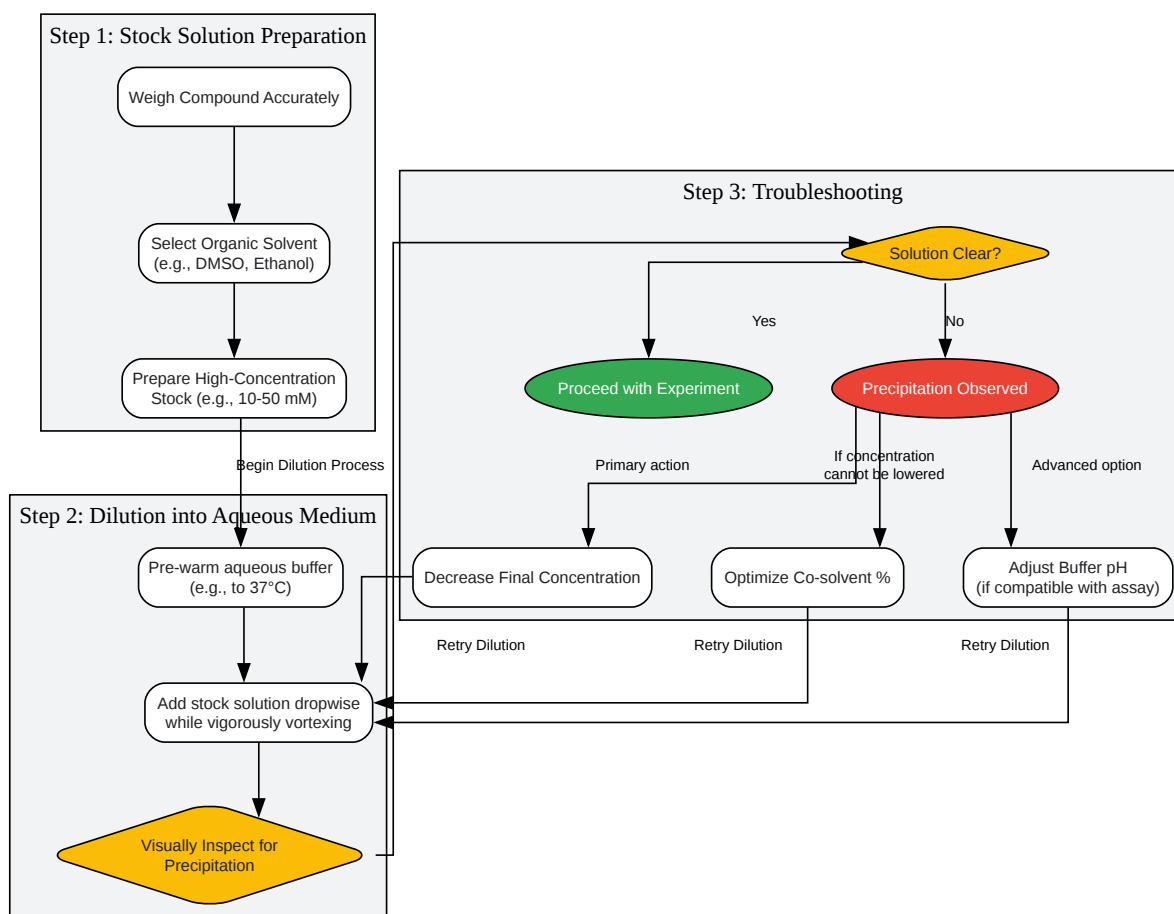 Step 1: Stock Solution Preparation
Weigh Compound Accurately
Select Organic Solvent
(e.g., DMSO, Ethanol)
Prepare High-Concentration
Stock (e.g., 10-50 mM)
Begin Dilution Process
Step 2: Dilution into Aqueous Medium
Pre-warm aqueous buffer
(e.g., to 37°C)
Add stock solution dropwise
while vigorously vortexing
Visually Inspect for
Precipitation
Step 3: Troubleshooting
Solution Clear?
Yes
No
Proceed with Experiment
Precipitation Observed
Primary action
If concentration
cannot be lowered
Advanced option
Decrease Final Concentration
Optimize Co-solvent %
Adjust Buffer pH
(if compatible with assay)
Retry Dilution
Retry Dilution
Retry Dilution